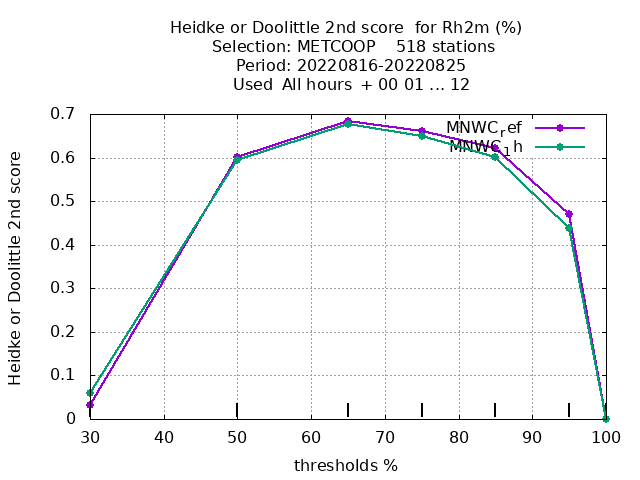 Heidke or Doolittle 2nd score  for Rh2m (%)
Selection: METCOOP    518 stations
Period: 20220816-20220825
Used  All hours  + 00 01 ... 12
MNWC_ref
MNWC_1h
Heidke or Doolittle 2nd score
0.7
0.6
0.5
0.4
0.3
0.2
0.1
0
30 40 50 60 70 80 90 100
thresholds %